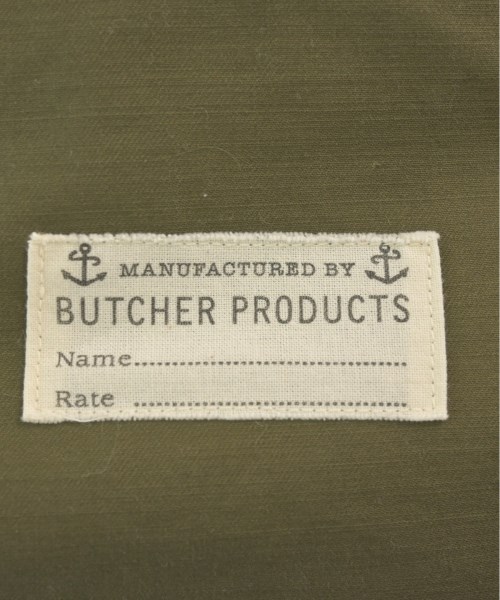 MANUFACTURED BY
BUTCHER PRODUCTS
Name..............................
Rate ..............................